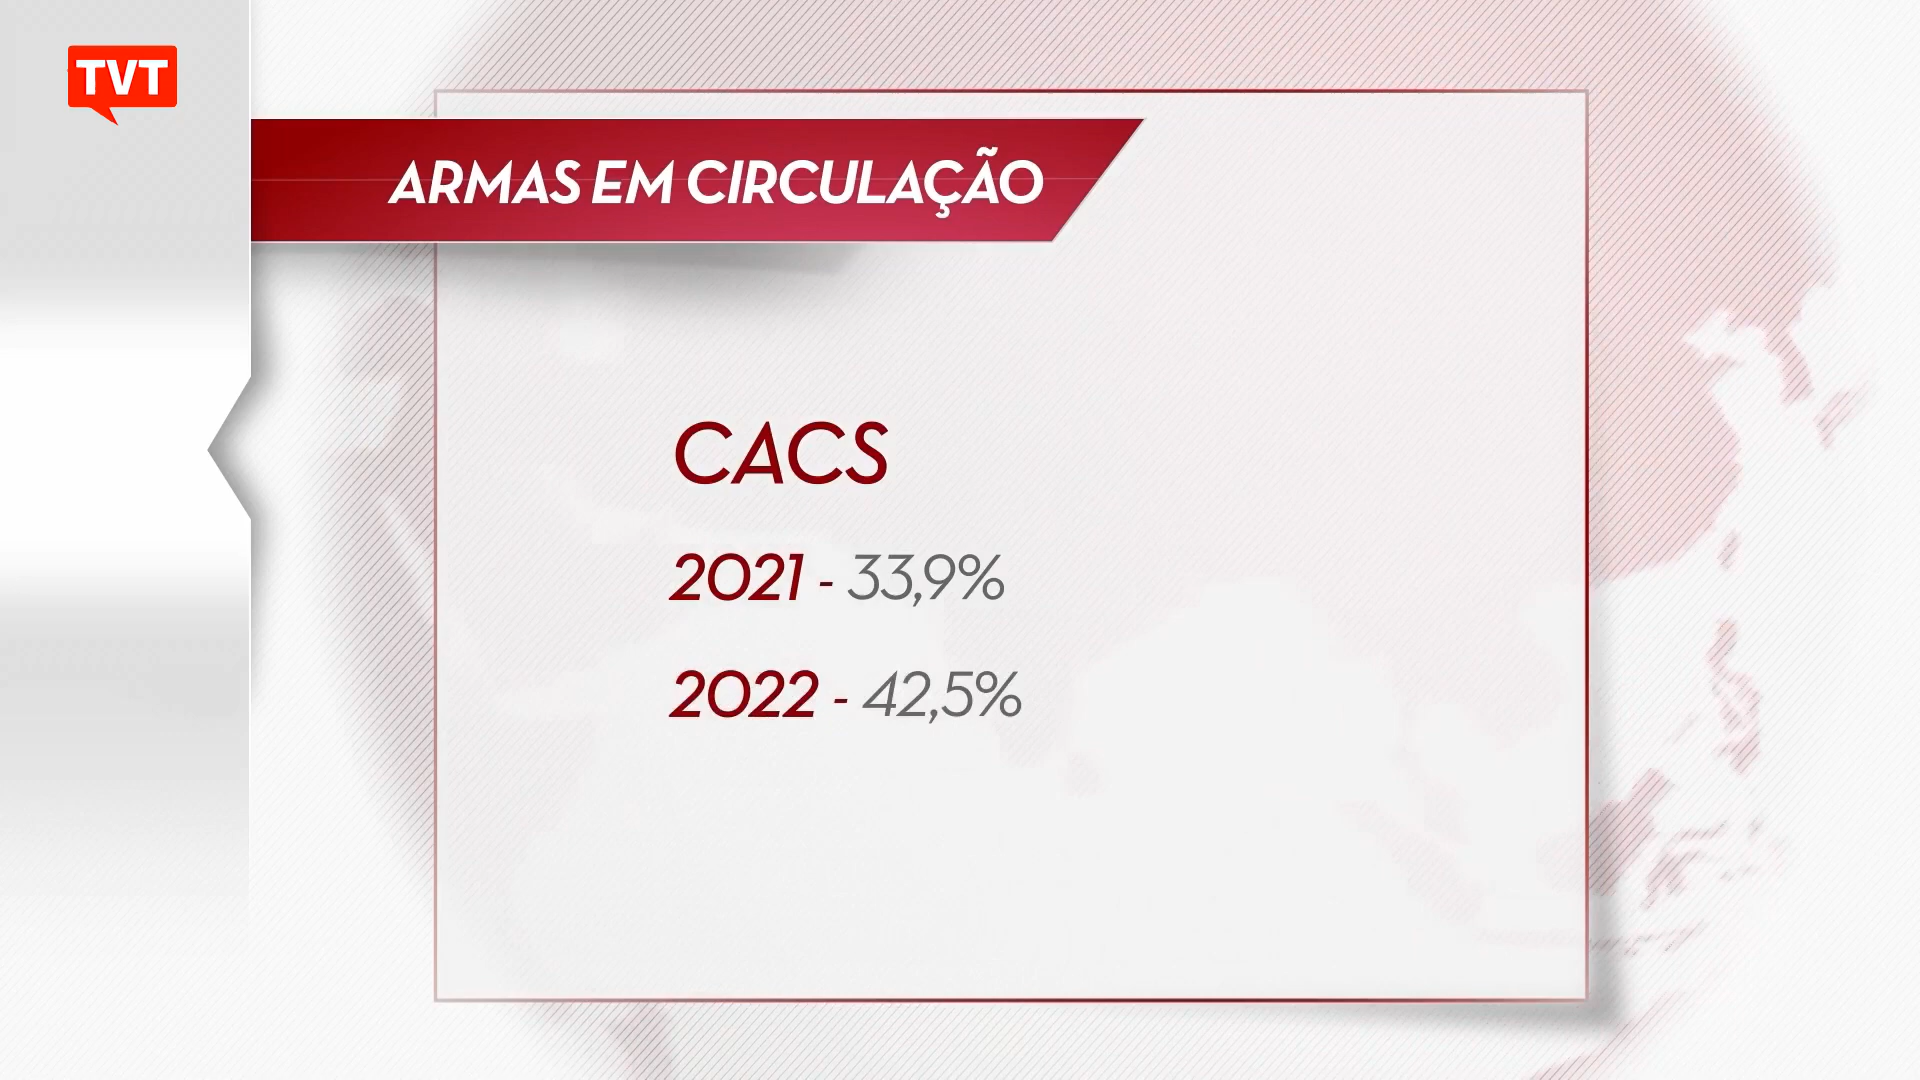 TVT
ARMAS EM CIRCULAÇÃO
CACS
2021 - 33,9%
2022 - 42,5%